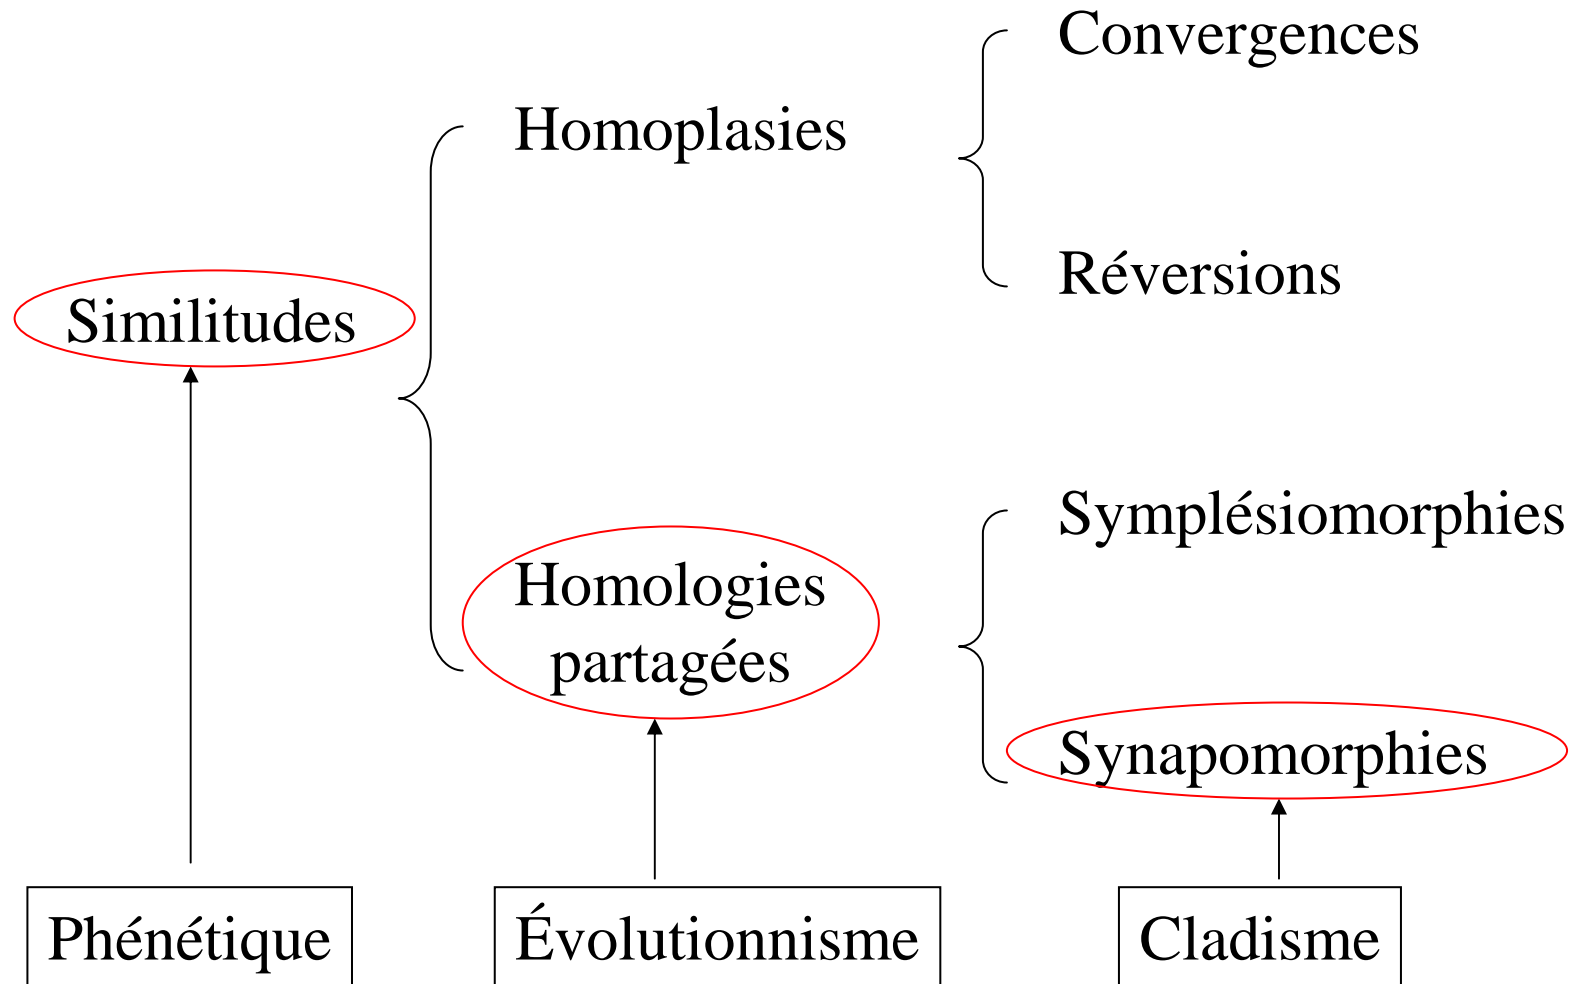 Convergences
Homoplasies
Réversions
Similitudes
Symplésiomorphies
Homologies
partagées
Synapomorphies
Phénétique
Évolutionnisme
Cladisme